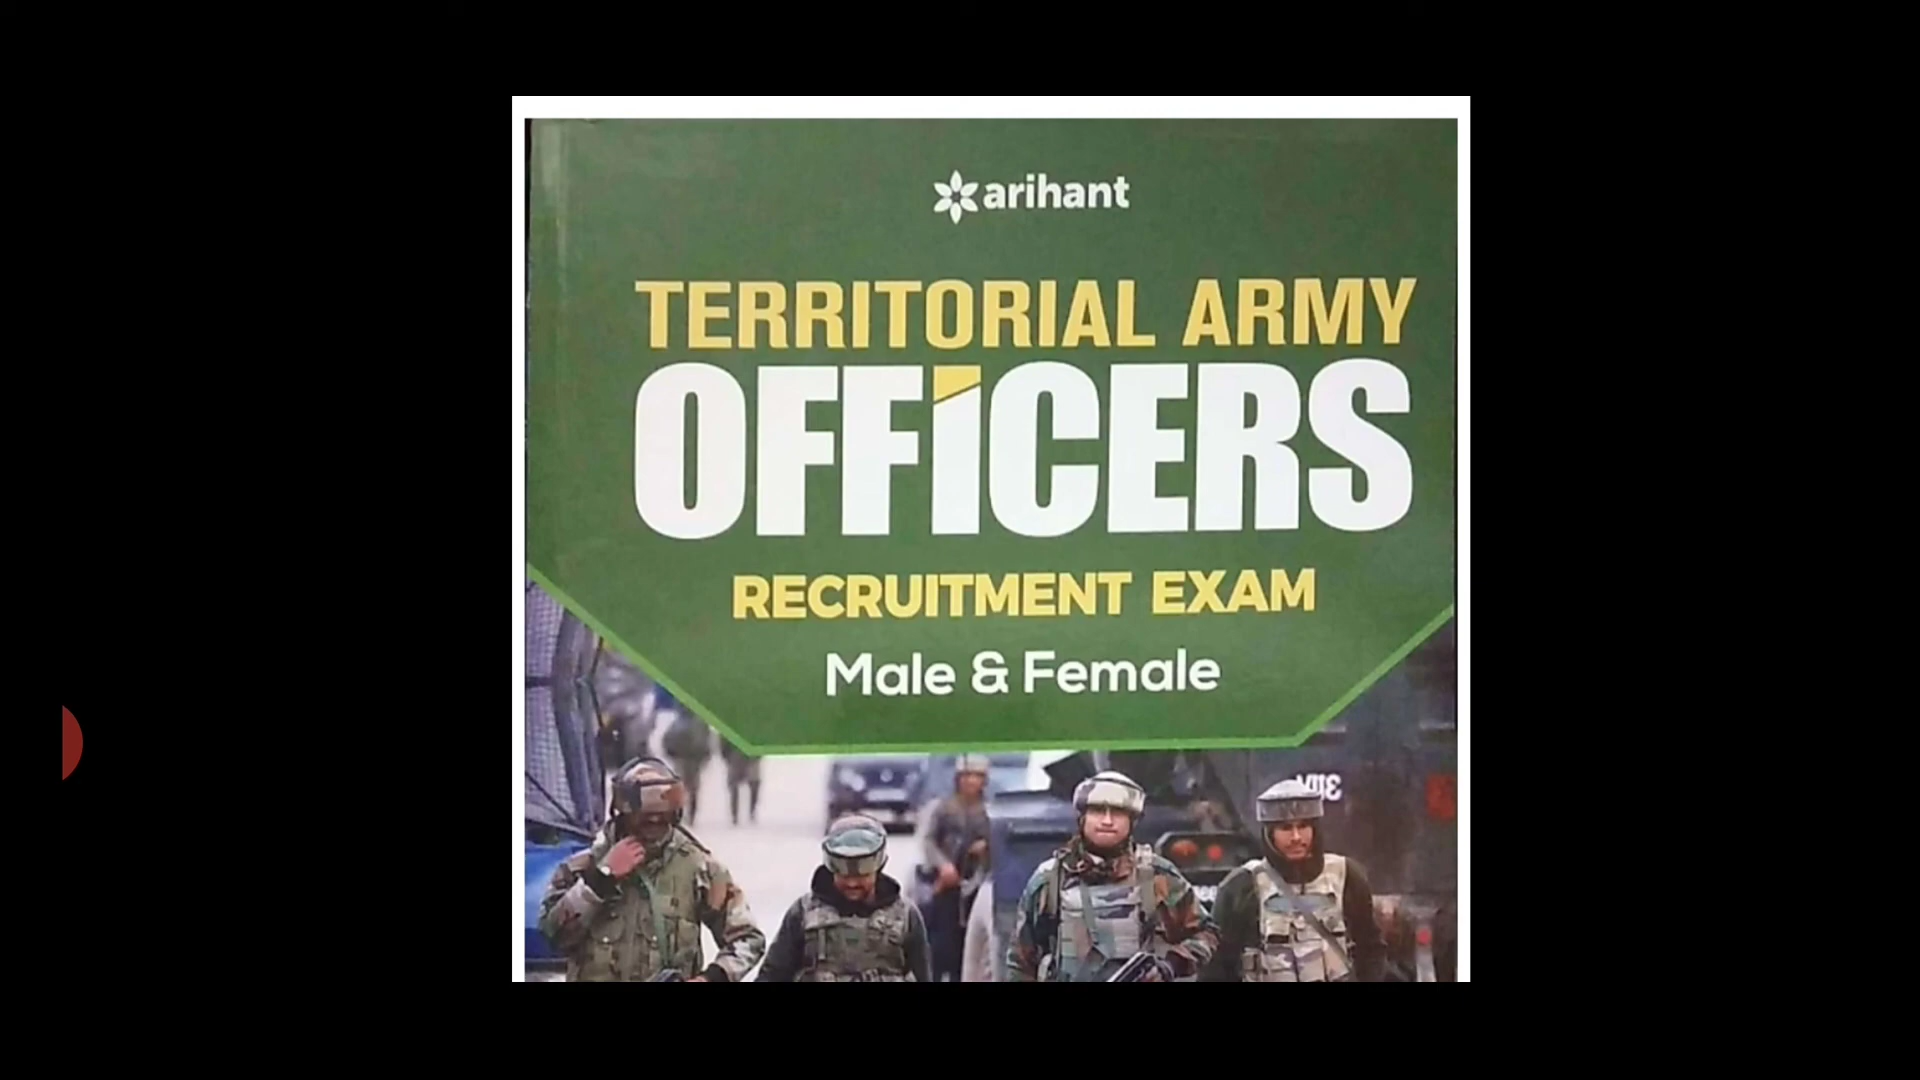 arihant
TERRITORIAL ARMY
OFFICERS
RECRUITMENT EXAM
Male & Female